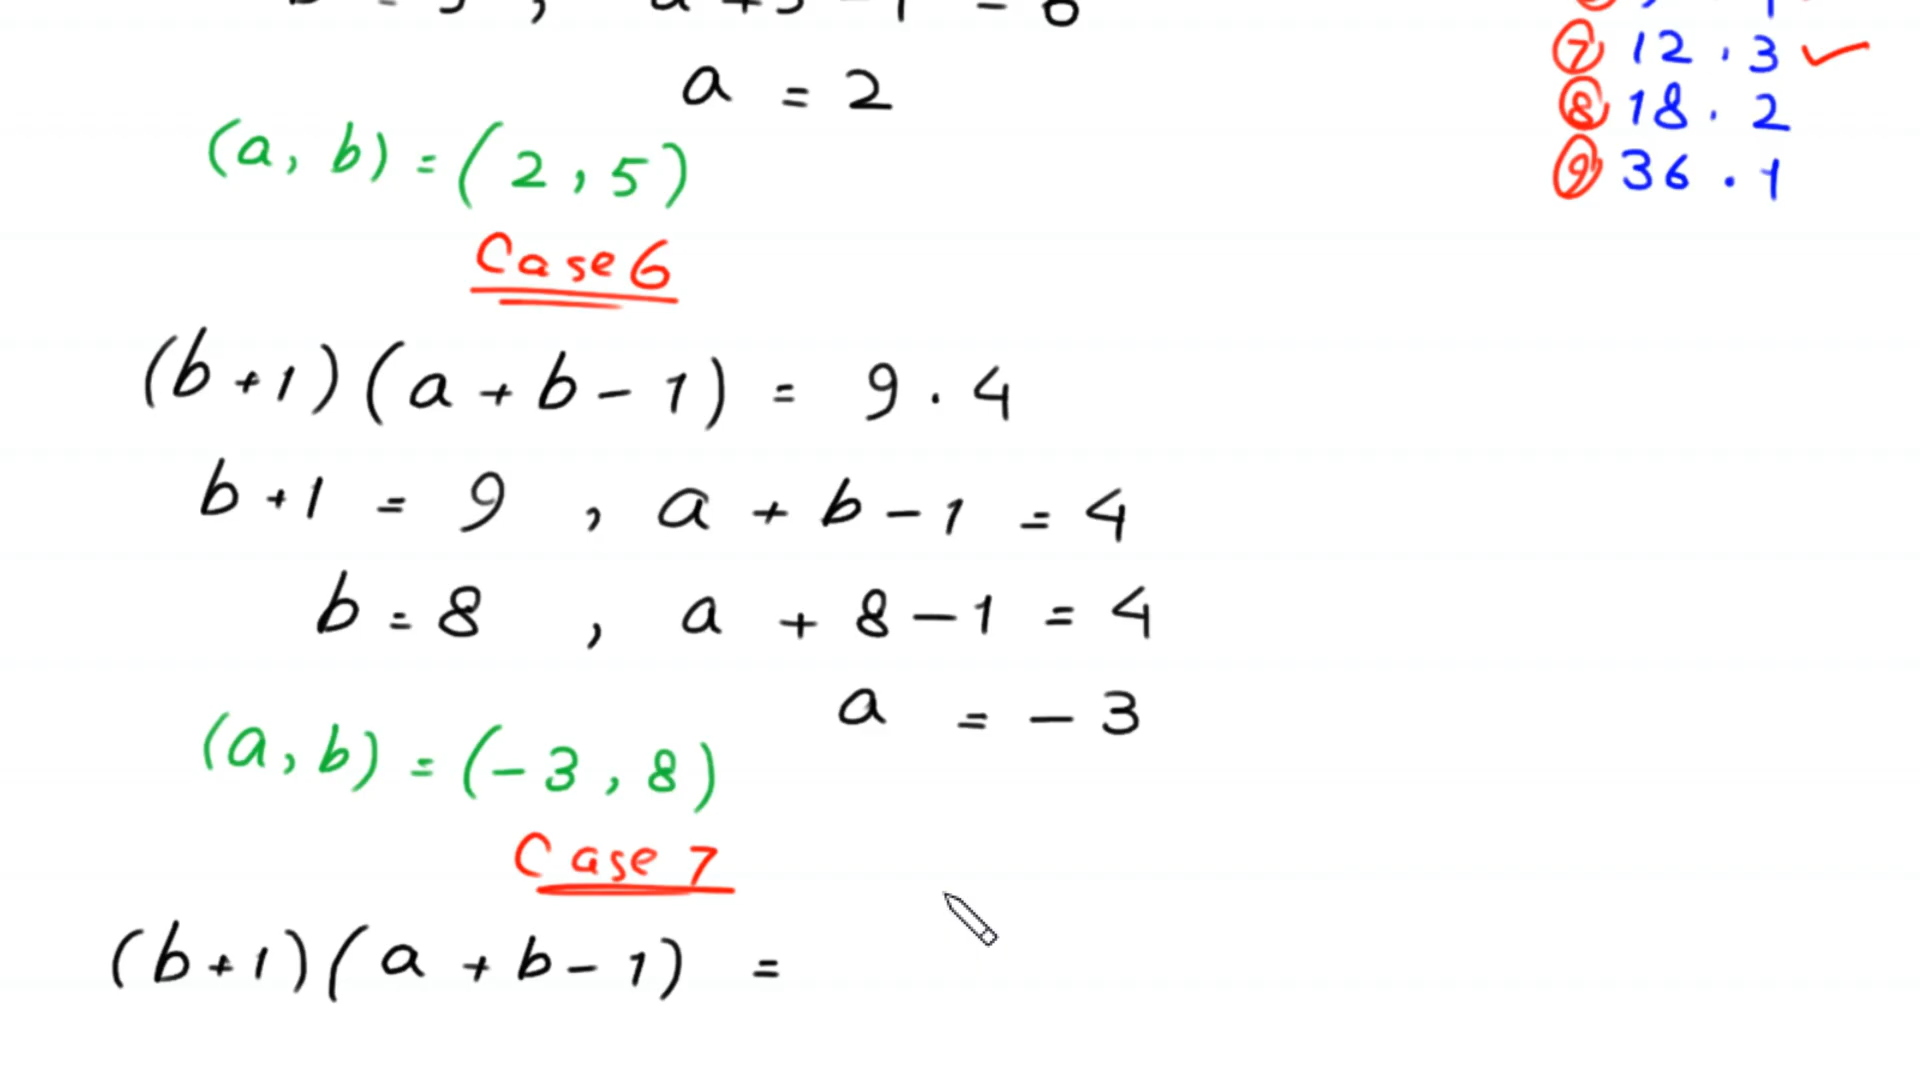 a = 2
(a, b) = (2, 5)
Case 6
(b+1)(a+b-1) = 9 . 4
b+1 = 9 , a + b - 1 = 4
b = 8 , a + 8 - 1 = 4
a = - 3
(a, b) = (-3, 8)
Case 7
(b+1)(a + b - 1) =
⑦ 12 . 3 ✓
⑧ 18 . 2
⑨ 36 . 1